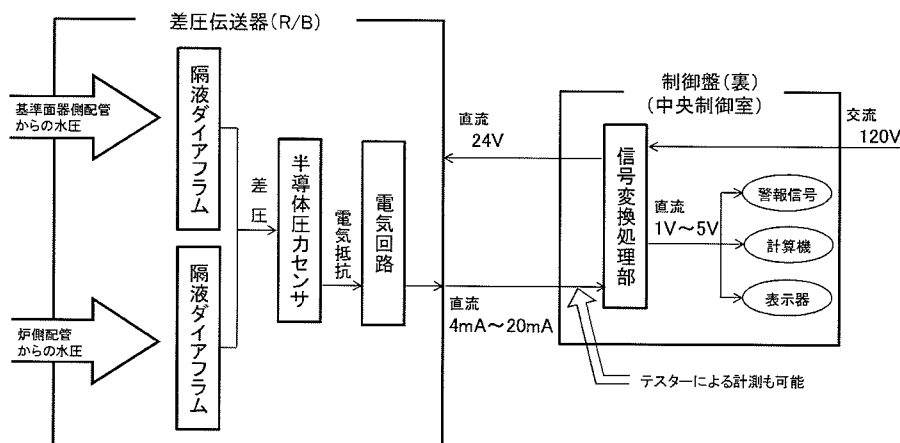 差圧伝送器(R/B)
基準面器側配管
からの水圧
隔液ダイアフラム
炉側配管
からの水圧
隔液ダイアフラム
差圧
半導体圧力センサ
電気抵抗
電気回路
直流
24V
直流
4mA～20mA
制御盤(裏)
(中央制御室)
信号変換処理部
交流
120V
直流
1V～5V
警報信号
計算機
表示器
テスターによる計測も可能